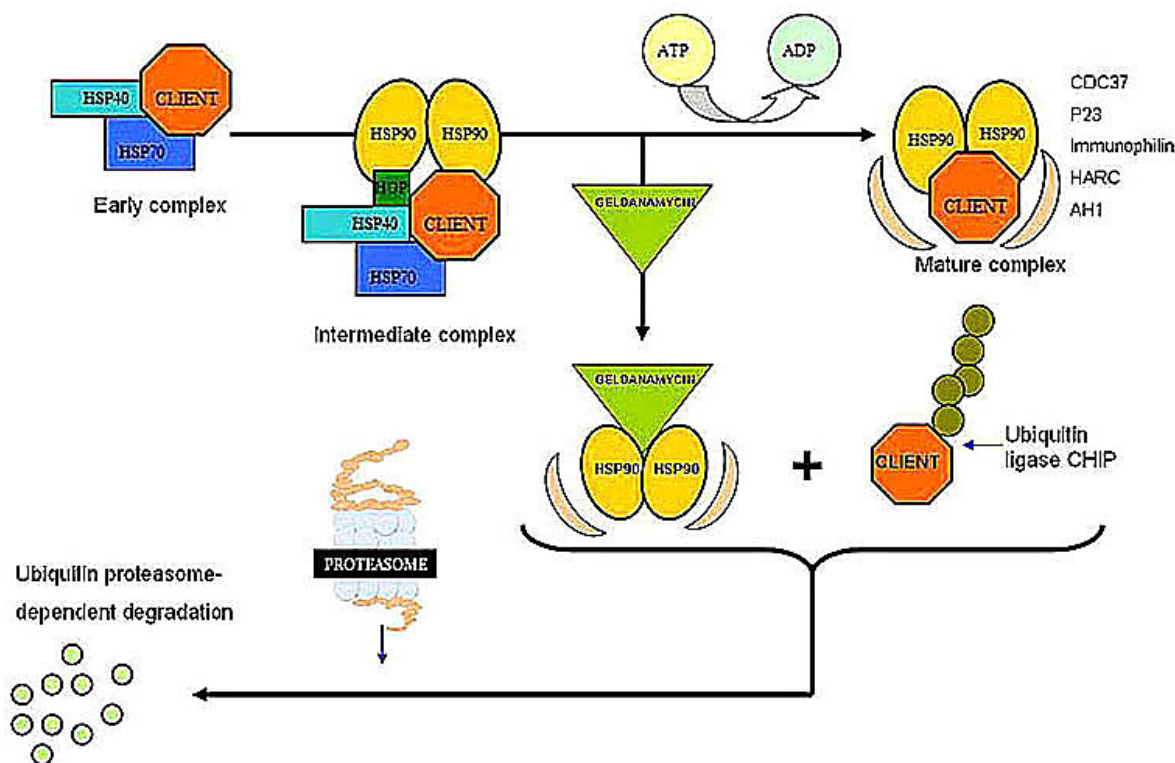 ATP
ADP
HSP40
CLIENT
HSP70
Early complex
HSP90
HSP90
HOP
HSP40
CLIENT
HSP70
Intermediate complex
GELDANAMYCIN
HSP90
HSP90
CLIENT
Mature complex
CDC37
P23
Immunophilin
HARC
AH1
GELDANAMYCIN
HSP90
HSP90
+
CLIENT
Ubiquitin
ligase CHIP
PROTEASOME
Ubiquilin proteasome-
dependent degradation